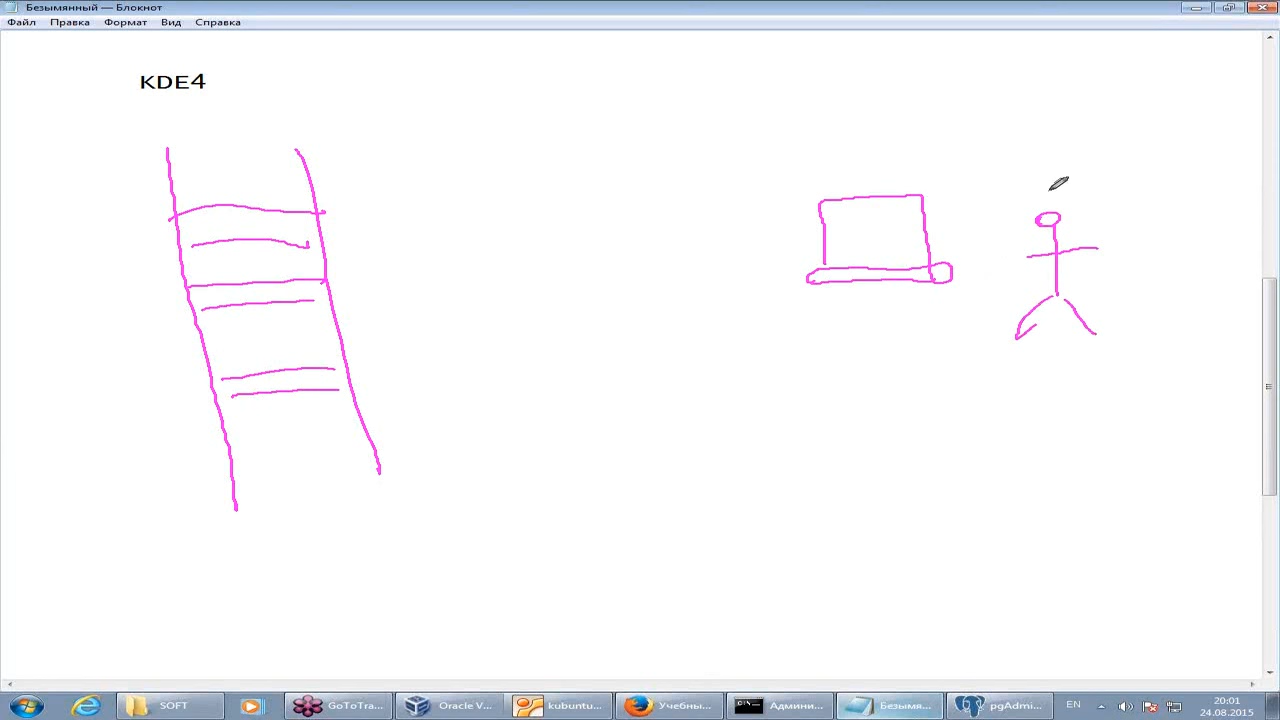 Безымянный — Блокнот
Файл Правка Формат Вид Справка
KDE4
SOFT GoToTra... Oracle V... kubuntu... Учебны... Админи... Безымя... pgAdmi... EN 20:01
24.08.2015